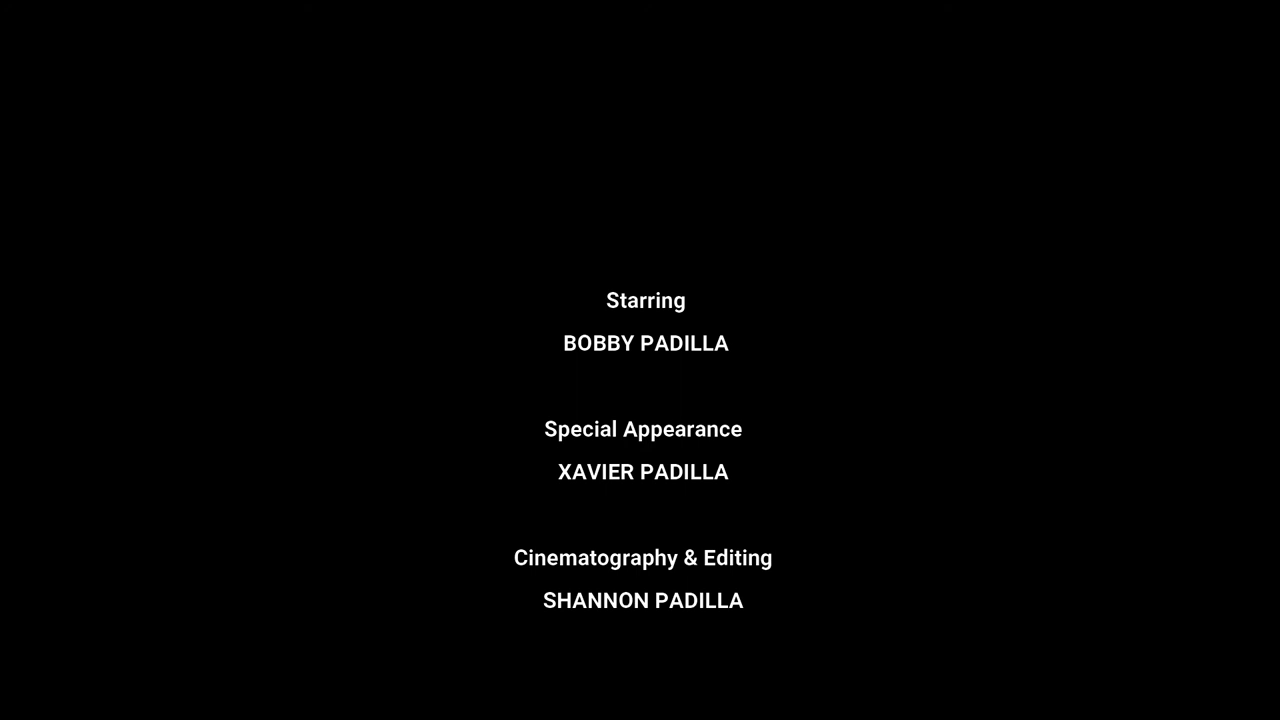 Starring
BOBBY PADILLA
Special Appearance
XAVIER PADILLA
Cinematography & Editing
SHANNON PADILLA